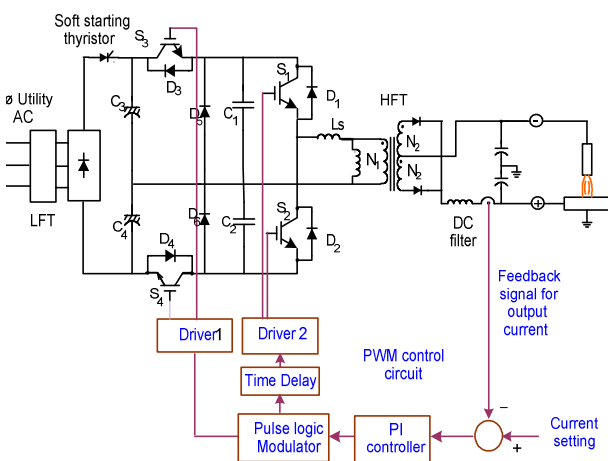 Soft starting
thyristor
S3
D3
ø Utility
AC
C3
D5
C1
S1
D1
HFT
Ls
N1
N2
N2
LFT
C4
D6
C2
S2
D2
D4
S4
DC
filter
Feedback
signal for
output
current
Driver1
Driver 2
PWM control
circuit
Time Delay
Pulse logic
Modulator
PI
controller
Current
setting
−
+